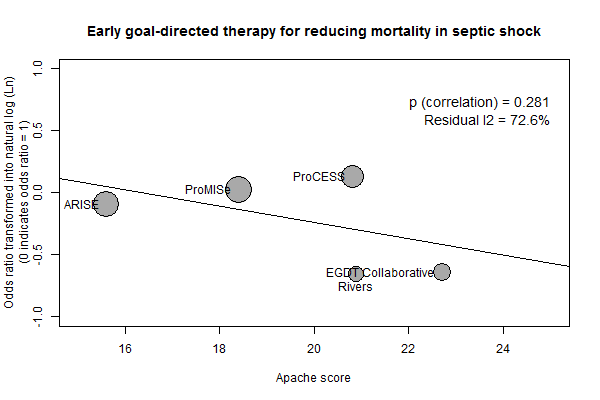 Early goal-directed therapy for reducing mortality in septic shock
Odds ratio transformed into natural log (Ln)
(0 indicates odds ratio = 1)
1.0
0.5
0.0
-0.5
-1.0
p (correlation) = 0.281
Residual I2 = 72.6%
ProCESS
ProMISe
ARISE
EGDT Collaborative
Rivers
16
18
20
22
24
Apache score